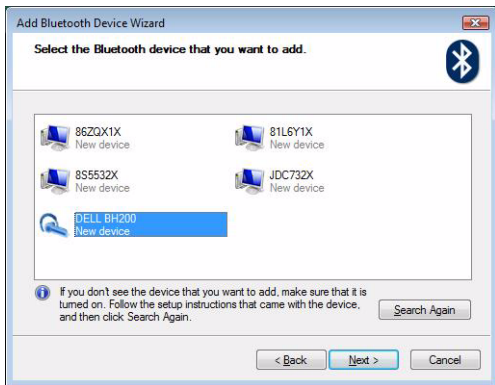 Add Bluetooth Device Wizard
Select the Bluetooth device that you want to add.
86ZQX1X
New device
81L6Y1X
New device
8S5532X
New device
JDC732X
New device
DELL BH200
New device
If you don't see the device that you want to add, make sure that it is
turned on. Follow the setup instructions that came with the device,
and then click Search Again.
Search Again
< Back
Next >
Cancel